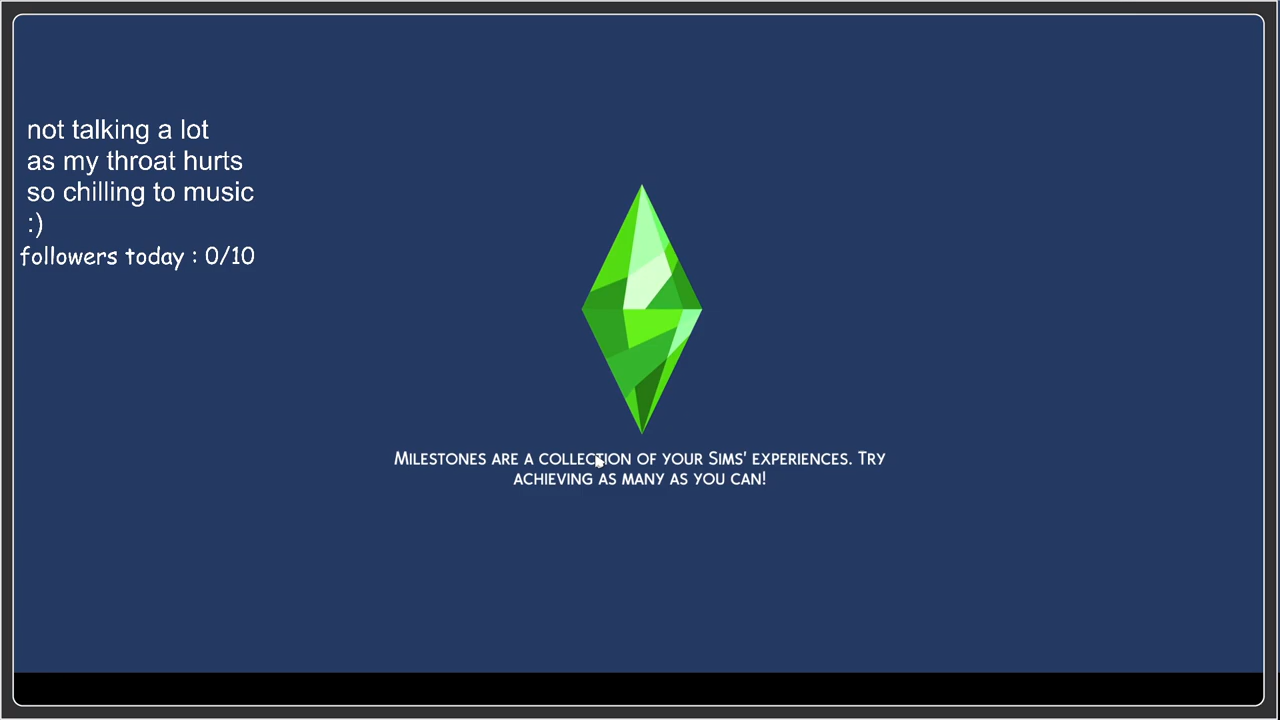 not talking a lot
as my throat hurts
so chilling to music
:)
followers today : 0/10
Milestones are a collection of your Sims' experiences. Try
achieving as many as you can!